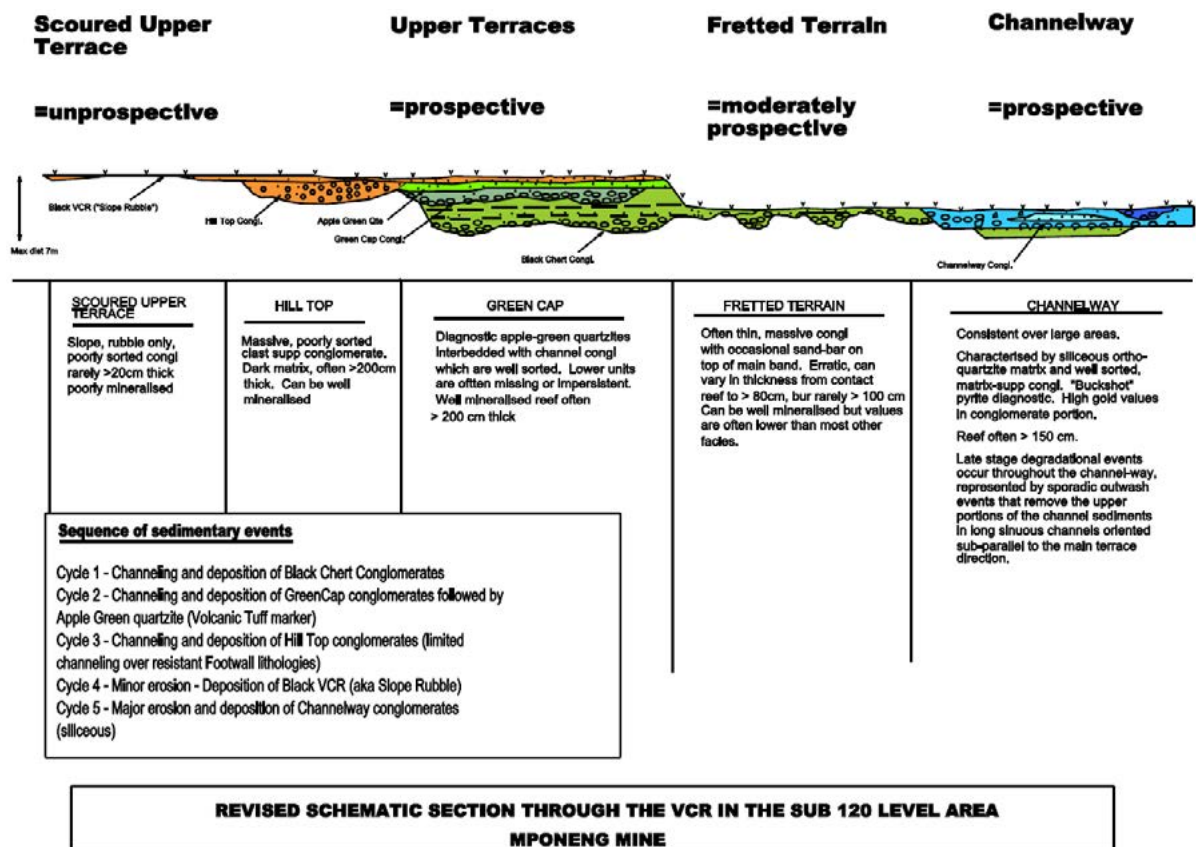 Scoured Upper
Terrace
=unprospective
Upper Terraces
=prospective
Fretted Terrain
=moderately
prospective
Channelway
=prospective
Max dist 7m
Black VCR ("Slope Rubble")
Hill Top Congl.
Apple Green Qite
Green Cap Congl.
Black Chert Congl.
Channelway Congl.
SCOURED UPPER
TERRACE
Slope, rubble only,
poorly sorted congl
rarely >20cm thick
poorly mineralised
HILL TOP
Massive, poorly sorted
clast supp conglomerate.
Dark matrix, often >200cm
thick. Can be well
mineralised
GREEN CAP
Diagnostic apple-green quartzites
Interbedded with channel congl
which are well sorted. Lower units
are oftten missing or impersistent.
Well mineralised reef often
> 200 cm thick
FRETTED TERRAIN
Often thin, massive congl
with occasional sand-bar on
top of main band. Erratic, can
vary in thickness from contact
reef to > 80cm, bur rarely > 100 cm
Can be well mineralised but values
are often lower than most other
facies.
CHANNELWAY
Consistent over large areas.
Characterised by siliceous ortho-
quartzite matrix and well sorted,
matrix-supp congl. "Buckshot"
pyrite diagnostic. High gold values
in conglomerate portion.
Reef often > 150 cm.
Late stage degradational events
occur throughout the channel-way,
represented by sporadic outwash
events that remove the upper
portions of the channel sediments
in long sinuous channels oriented
sub-parallel to the main terrace
direction.
Sequence of sedimentary events
Cycle 1 - Channeling and deposition of Black Chert Conglomerates
Cycle 2 - Channeling and deposition of GreenCap conglomerates followed by
Apple Green quartzite (Volcanic Tuff marker)
Cycle 3 - Channeling and deposition of Hill Top conglomerates (limited
channeling over resistant Footwall lithologies)
Cycle 4 - Minor erosion - Deposition of Black VCR (aka Slope Rubble)
Cycle 5 - Major erosion and deposition of Channelway conglomerates
(siliceous)
REVISED SCHEMATIC SECTION THROUGH THE VCR IN THE SUB 120 LEVEL AREA
MPONENG MINE